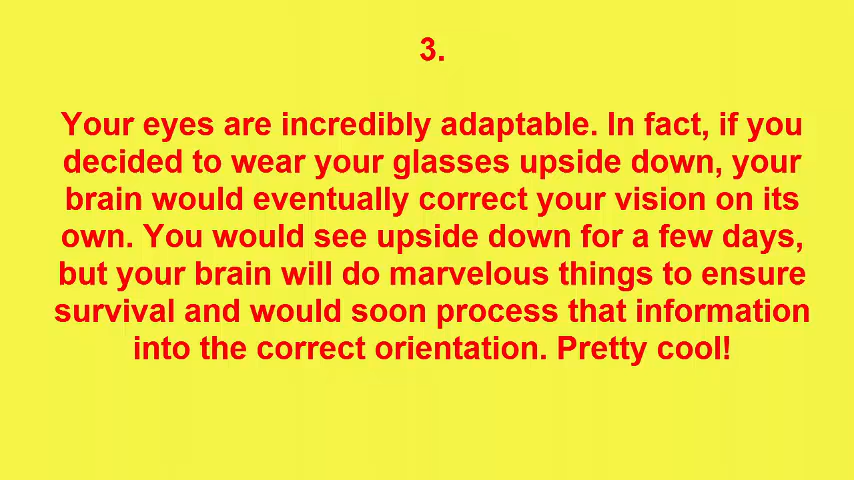 3.
Your eyes are incredibly adaptable. In fact, if you
decided to wear your glasses upside down, your
brain would eventually correct your vision on its
own. You would see upside down for a few days,
but your brain will do marvelous things to ensure
survival and would soon process that information
into the correct orientation. Pretty cool!